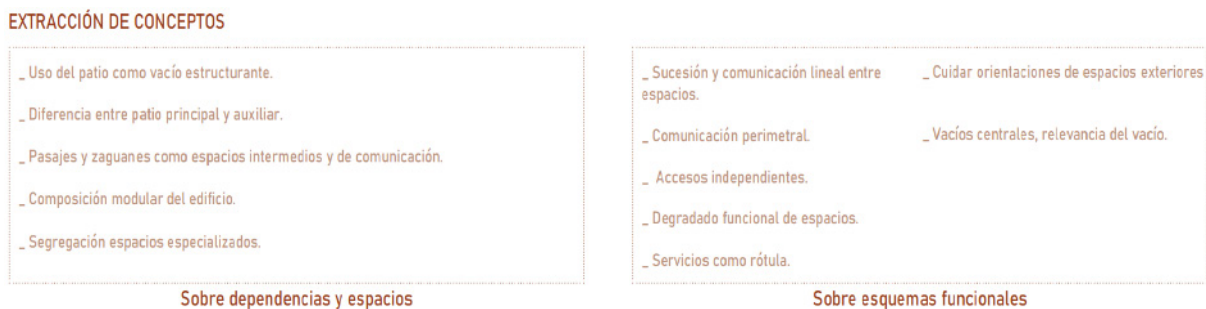 EXTRACCIÓN DE CONCEPTOS
_ Uso del patio como vacío estructurante.
_ Diferencia entre patio principal y auxiliar.
_ Pasajes y zaguanes como espacios intermedios y de comunicación.
_ Composición modular del edificio.
_ Segregación espacios especializados.
Sobre dependencias y espacios
_ Sucesión y comunicación lineal entre
espacios.
_ Comunicación perimetral.
_ Accesos independientes.
_ Degradado funcional de espacios.
_ Servicios como rótula.
_ Cuidar orientaciones de espacios exteriores
_ Vacíos centrales, relevancia del vacío.
Sobre esquemas funcionales